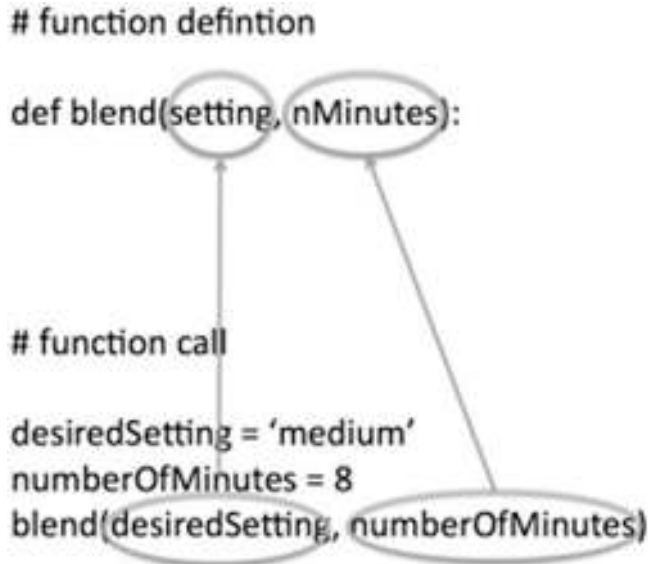 # function defintion
def blend(setting, nMinutes):
# function call
desiredSetting = ‘medium’
numberOfMinutes = 8
blend(desiredSetting, numberOfMinutes)